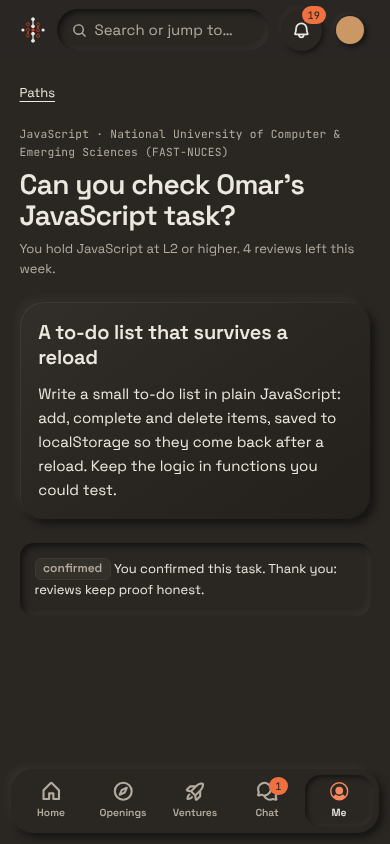 Search or jump to...
19
Paths
JavaScript · National University of Computer &
Emerging Sciences (FAST-NUCES)
Can you check Omar's
JavaScript task?
You hold JavaScript at L2 or higher. 4 reviews left this
week.
A to-do list that survives a
reload
Write a small to-do list in plain JavaScript:
add, complete and delete items, saved to
localStorage so they come back after a
reload. Keep the logic in functions you
could test.
confirmed You confirmed this task. Thank you:
reviews keep proof honest.
1
Home Openings Ventures Chat Me